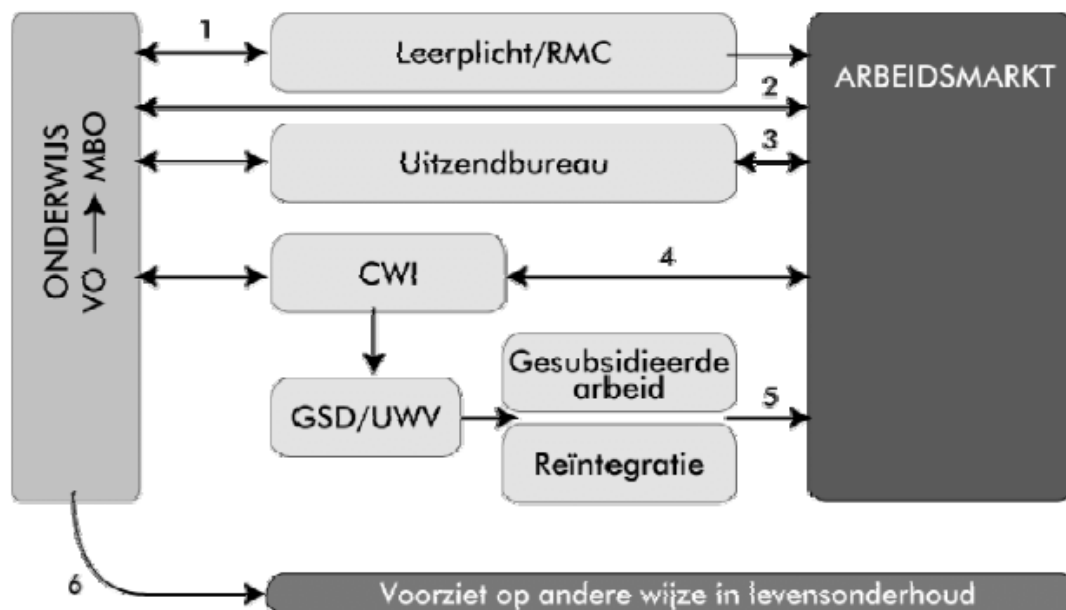 1
Leerplicht/RMC
ARBEIDSMARKT
2
ONDERWIJS
VO → MBO
Uitzendbureau
3
CWI
4
Gesubsidieerde
arbeid
GSD/UWV
5
Reïntegratie
6
Voorziet op andere wijze in levensonderhoud